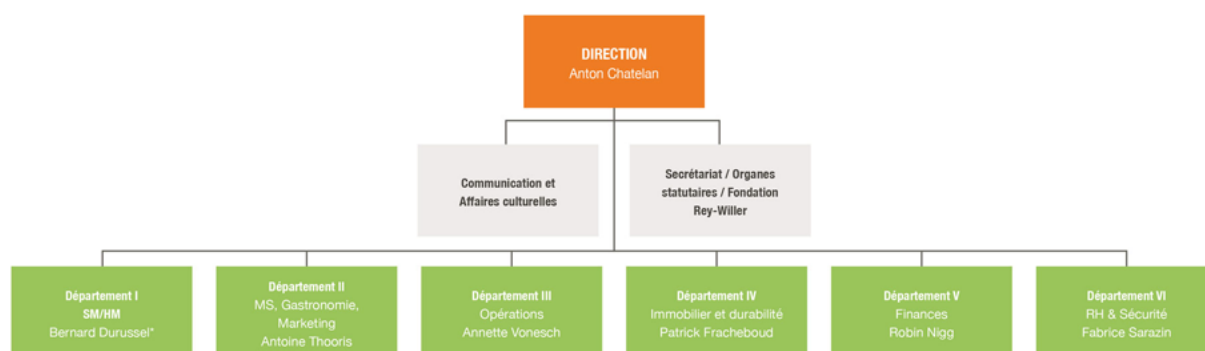 DIRECTION
Anton Chatelan
Communication et
Affaires culturelles
Secrétariat / Organes
statutaires / Fondation
Rey-Willer
Département I
SM/HM
Bernard Durussel*
Département II
MS, Gastronomie,
Marketing
Antoine Thooris
Département III
Opérations
Annette Vonesch
Département IV
Immobilier et durabilité
Patrick Fracheboud
Département V
Finances
Robin Nigg
Département VI
RH & Sécurité
Fabrice Sarazin